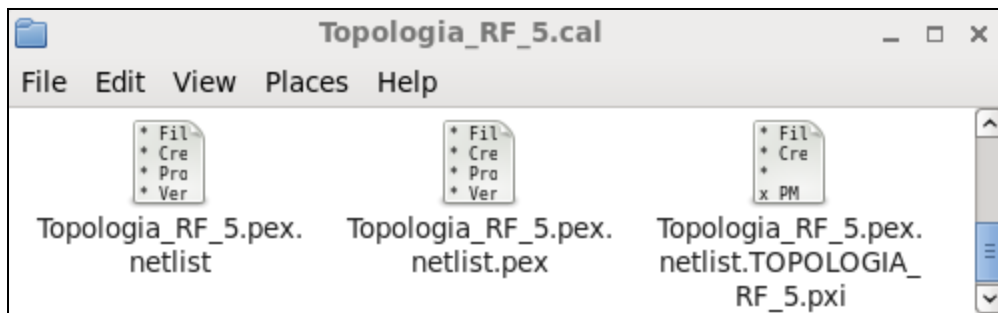 Topologia_RF_5.cal
File Edit View Places Help
* Fil
* Cre
* Pro
* Ver
* Fil
* Cre
* Pro
* Ver
* Fil
* Cre
*
x PM
Topologia_RF_5.pex.
netlist
Topologia_RF_5.pex.
netlist.pex
Topologia_RF_5.pex.
netlist.TOPOLOGIA_
RF_5.pxi